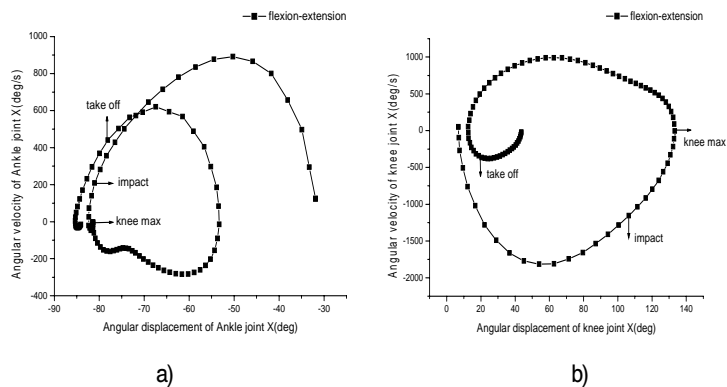 flexion-extension
1000
800
600
400
200
0
-200
-400
-90
-80
-70
-60
-50
-40
-30
take off
impact
knee max
Angular velocity of Ankle joint X(deg/s)
Angular displacement of Ankle joint X(deg)
a)
flexion-extension
1000
500
0
-500
-1000
-1500
-2000
0
20
40
60
80
100
120
140
knee max
take off
impact
Angular velocity of knee joint X(deg/s)
Angular displacement of knee joint X(deg)
b)